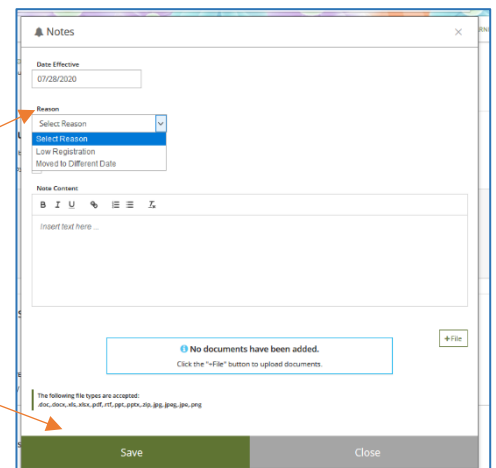 Notes
Date Effective
07/28/2020
Reason
Select Reason
Select Reason
Low Registration
Moved to Different Date
Note Content
B I U
Insert text here ...
+File
No documents have been added.
Click the "+File" button to upload documents.
The following file types are accepted:
.doc,.docx,.xls,.xlsx,.pdf,.rtf,.ppt,.pptx,.zip,.jpg,.jpeg,.jpe,.png
Save Close